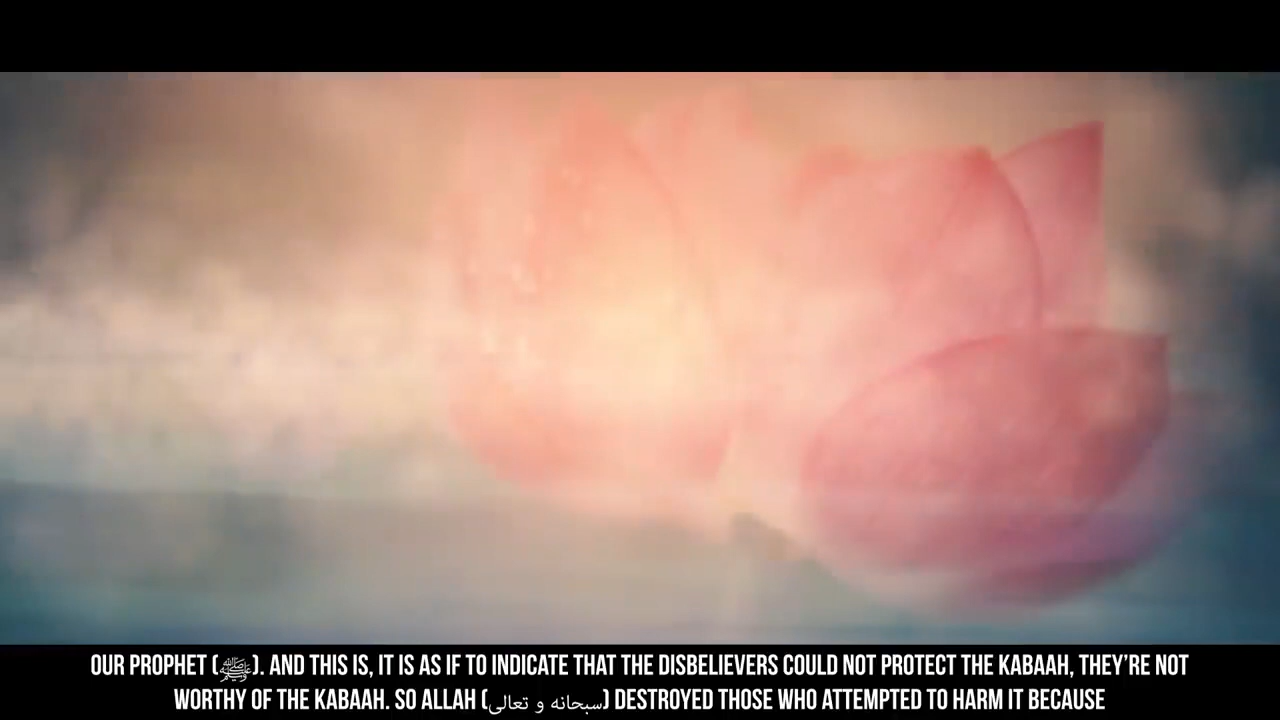 OUR PROPHET (ﷺ). AND THIS IS, IT IS AS IF TO INDICATE THAT THE DISBELIEVERS COULD NOT PROTECT THE KABAAH, THEY'RE NOT
WORTHY OF THE KABAAH. SO ALLAH (سبحانه و تعالى) DESTROYED THOSE WHO ATTEMPTED TO HARM IT BECAUSE